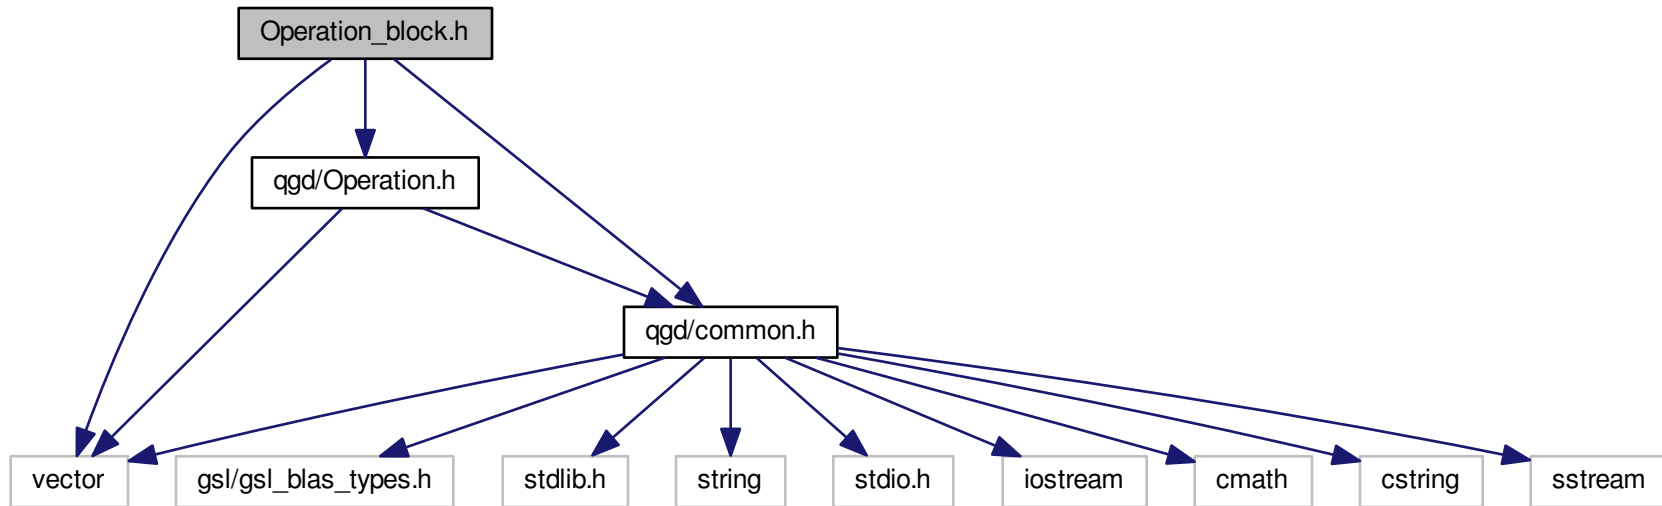 Operation_block.h
qgd/Operation.h
qgd/common.h
vector
gsl/gsl_blas_types.h
stdlib.h
string
stdio.h
iostream
cmath
cstring
sstream